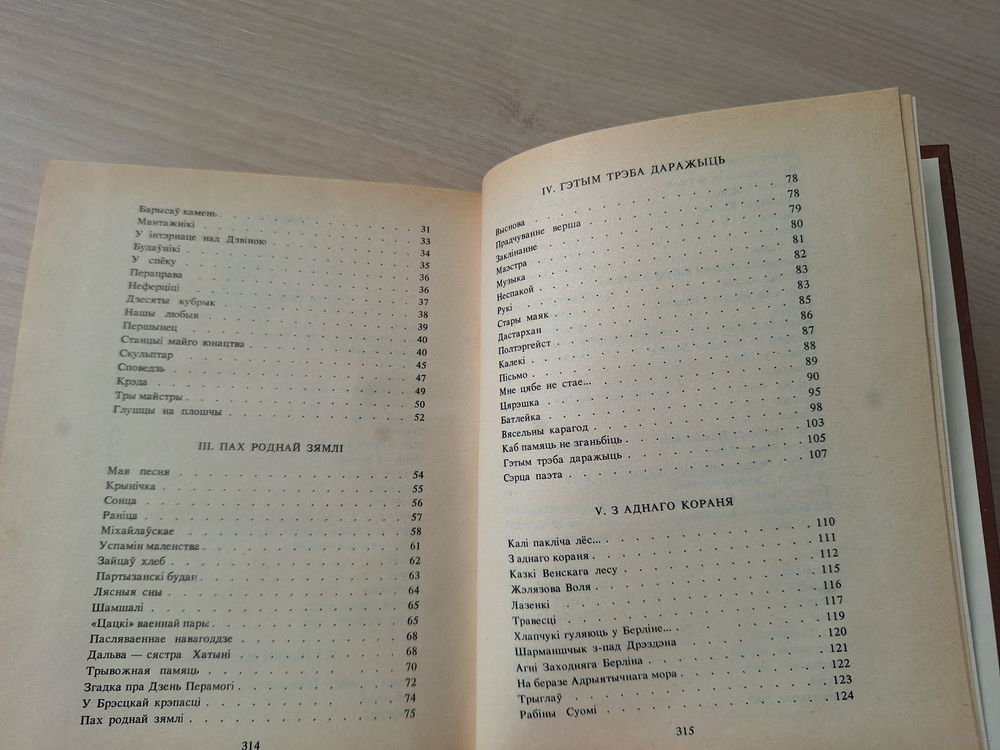 Барысаў камень 31
Мантажнікі 33
У інтэрнаце над Дзвіною 34
Будаўнікі 35
У спёку 36
Пераправа 36
Неферціці 37
Дзесяты кубрык 38
Нашы любыя 39
Першынец 40
Станцыі майго юнацтва 40
Скульптар 45
Споведзь 47
Крэда 49
Тры майстры 50
Глушцы на плошчы 52
III. ПАХ РОДНАЙ ЗЯМЛІ
Мая песня 54
Крынічка 55
Сонца 56
Раніца 57
Міхайлаўскае 58
Успамін маленства 61
Зайцаў хлеб 62
Партызанскі будан 63
Лясныя сны 64
Шамшалі 65
«Цацкі» ваеннай пары 65
Пасляваеннае навагоддзе 68
Дальва — сястра Хатыні 68
Трывожная памяць 70
Згадка пра Дзень Перамогі 72
У Брэсцкай крэпасці 74
Пах роднай зямлі 75
314
IV. ГЭТЫМ ТРЭБА ДАРАЖЫЦЬ
Выснова 78
Прадчуванне верша 78
Заклінанне 79
Маэстра 80
Музыка 81
Неспакой 82
Рукі 83
Стары маяк 83
Дастархан 85
Полтэргейст 86
Калекі 87
Пісьмо 88
Мне цябе не стае... 89
Цярэшка 90
Батлейка 95
Вясельны карагод 98
Каб памяць не зганьбіць 103
Гэтым трэба даражыць 105
Сэрца паэта 107
V. З АДНАГО КОРАНЯ
Калі пакліча лёс... 110
З аднаго кораня 111
Казкі Венскага лесу 112
Жэлязова Воля 115
Лазенкі 116
Травесці 117
Хлапчукі гуляюць у Берліне... 119
Шарманшчык з-пад Дрэздэна 120
Агні Заходняга Берліна 121
На беразе Адрыятычнага мора 122
Трыглаў 123
Рабіны Суомі 124
315